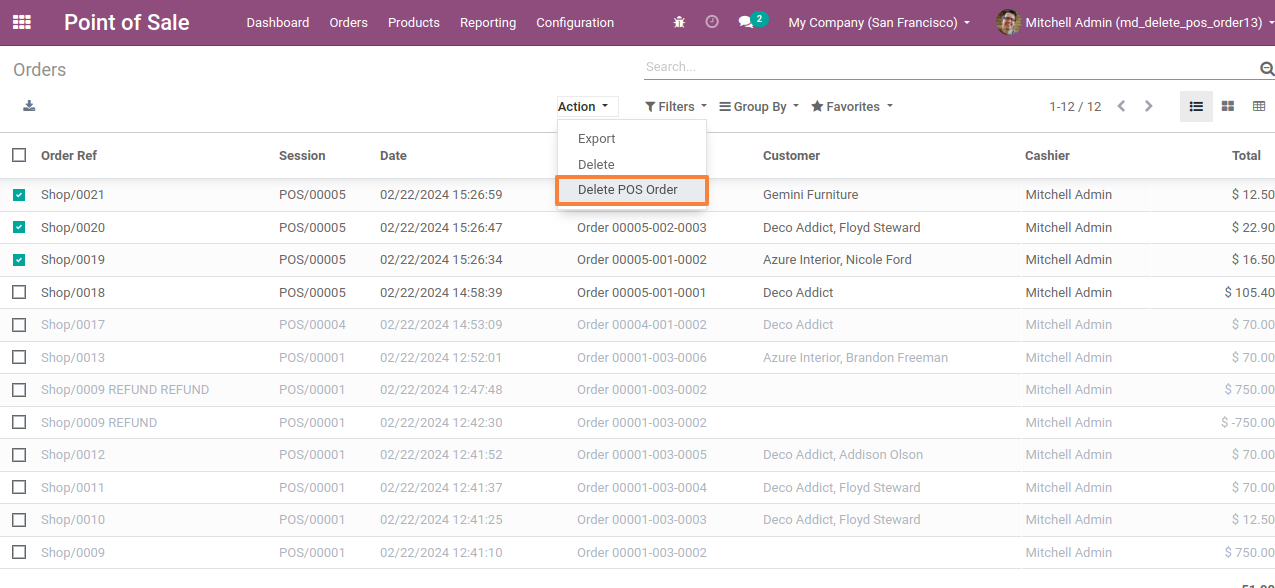 Point of Sale Dashboard Orders Products Reporting Configuration 2 My Company (San Francisco) Mitchell Admin (md_delete_pos_order13)
Orders Search...
Action Filters Group By Favorites 1-12 / 12
Export
Delete
Delete POS Order
Order Ref Session Date Customer Cashier Total
Shop/0021 POS/00005 02/22/2024 15:26:59 Gemini Furniture Mitchell Admin $ 12.50
Shop/0020 POS/00005 02/22/2024 15:26:47 Order 00005-002-0003 Deco Addict, Floyd Steward Mitchell Admin $ 22.90
Shop/0019 POS/00005 02/22/2024 15:26:34 Order 00005-001-0002 Azure Interior, Nicole Ford Mitchell Admin $ 16.50
Shop/0018 POS/00005 02/22/2024 14:58:39 Order 00005-001-0001 Deco Addict Mitchell Admin $ 105.40
Shop/0017 POS/00004 02/22/2024 14:53:09 Order 00004-001-0002 Deco Addict Mitchell Admin $ 70.00
Shop/0013 POS/00001 02/22/2024 12:52:01 Order 00001-003-0006 Azure Interior, Brandon Freeman Mitchell Admin $ 70.00
Shop/0009 REFUND REFUND POS/00001 02/22/2024 12:47:48 Order 00001-003-0002 Mitchell Admin $ 750.00
Shop/0009 REFUND POS/00001 02/22/2024 12:42:30 Order 00001-003-0002 Mitchell Admin $ -750.00
Shop/0012 POS/00001 02/22/2024 12:41:52 Order 00001-003-0005 Deco Addict, Addison Olson Mitchell Admin $ 70.00
Shop/0011 POS/00001 02/22/2024 12:41:37 Order 00001-003-0004 Deco Addict, Floyd Steward Mitchell Admin $ 70.00
Shop/0010 POS/00001 02/22/2024 12:41:25 Order 00001-003-0003 Deco Addict, Floyd Steward Mitchell Admin $ 12.50
Shop/0009 POS/00001 02/22/2024 12:41:10 Order 00001-003-0002 Mitchell Admin $ 750.00